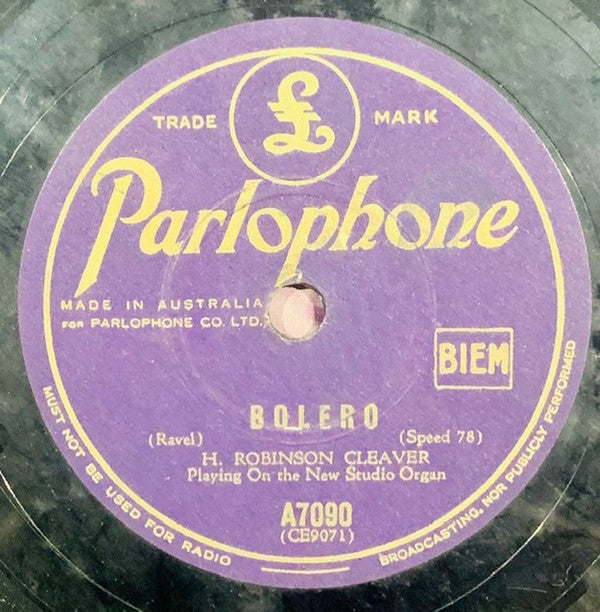 TRADE £ MARK
Parlophone
MADE IN AUSTRALIA
FOR PARLOPHONE CO. LTD.
BIEM
BOLERO
(Ravel) (Speed 78)
H. ROBINSON CLEAVER
Playing On the New Studio Organ
A7090
(CE9071)
MUST NOT BE USED FOR RADIO BROADCASTING, NOR PUBLICLY PERFORMED